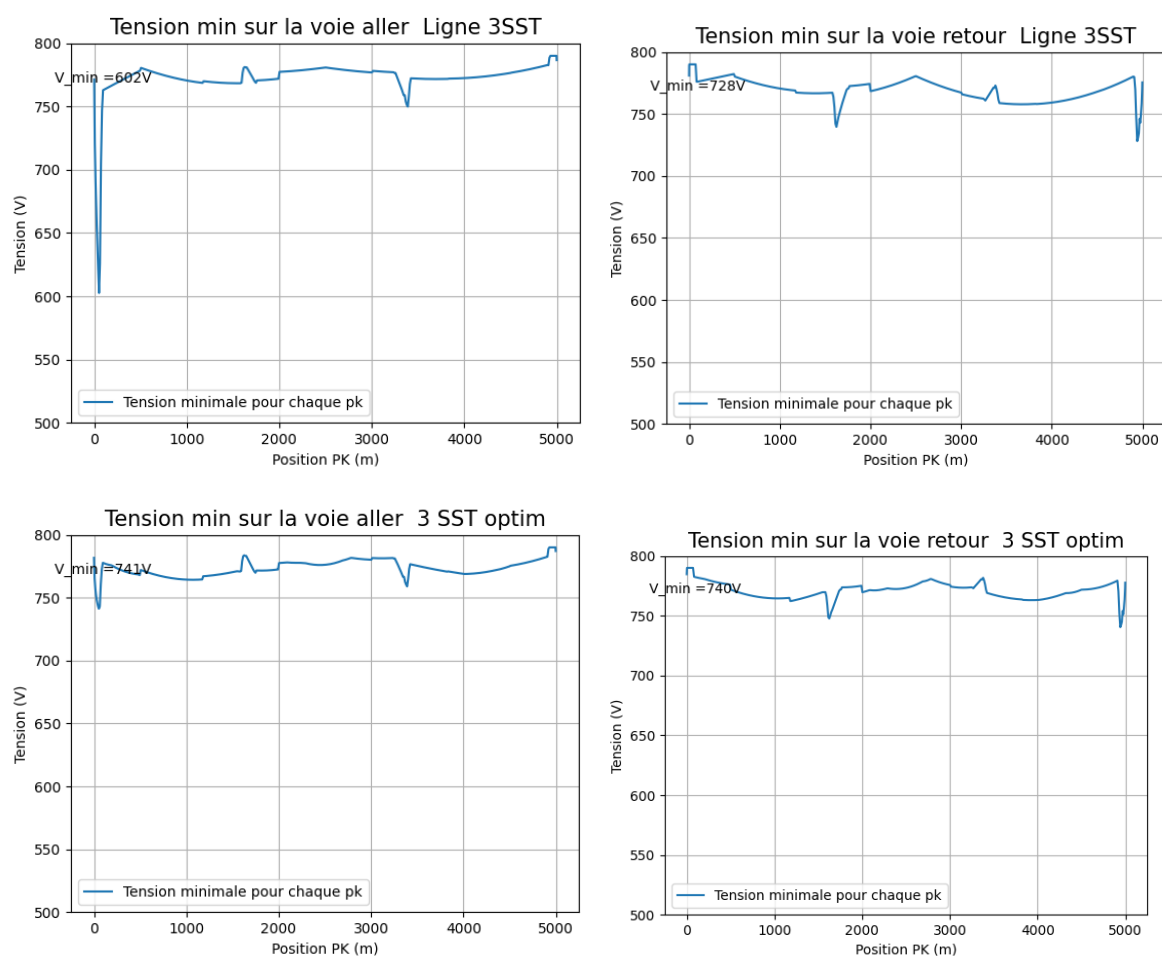 Tension min sur la voie aller  Ligne 3SST
800
750
700
650
600
550
500
V_min =602V
Tension (V)
Tension minimale pour chaque pk
0 1000 2000 3000 4000 5000
Position PK (m)
Tension min sur la voie retour  Ligne 3SST
800
750
700
650
600
550
500
V_min =728V
Tension (V)
Tension minimale pour chaque pk
0 1000 2000 3000 4000 5000
Position PK (m)
Tension min sur la voie aller  3 SST optim
800
750
700
650
600
550
500
V_min =741V
Tension (V)
Tension minimale pour chaque pk
0 1000 2000 3000 4000 5000
Position PK (m)
Tension min sur la voie retour  3 SST optim
800
750
700
650
600
550
500
V_min =740V
Tension (V)
Tension minimale pour chaque pk
0 1000 2000 3000 4000 5000
Position PK (m)